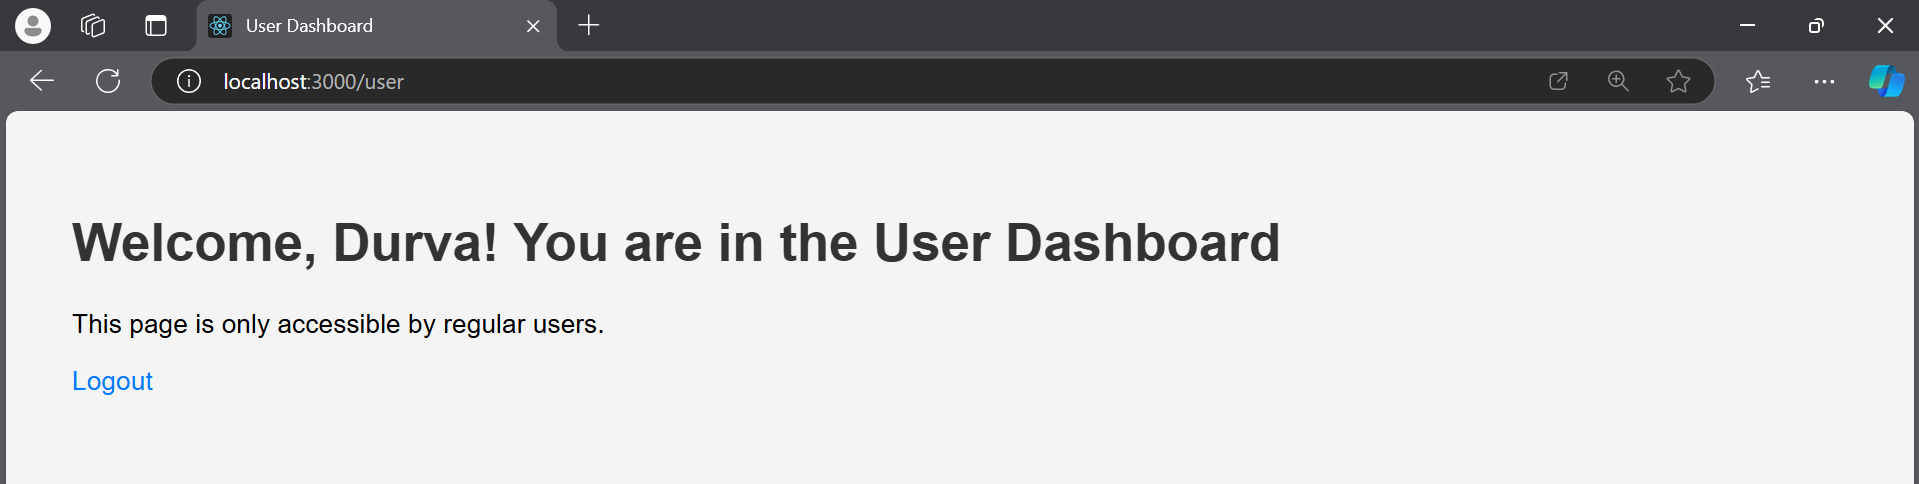 User Dashboard
localhost:3000/user
Welcome, Durva! You are in the User Dashboard
This page is only accessible by regular users.
Logout